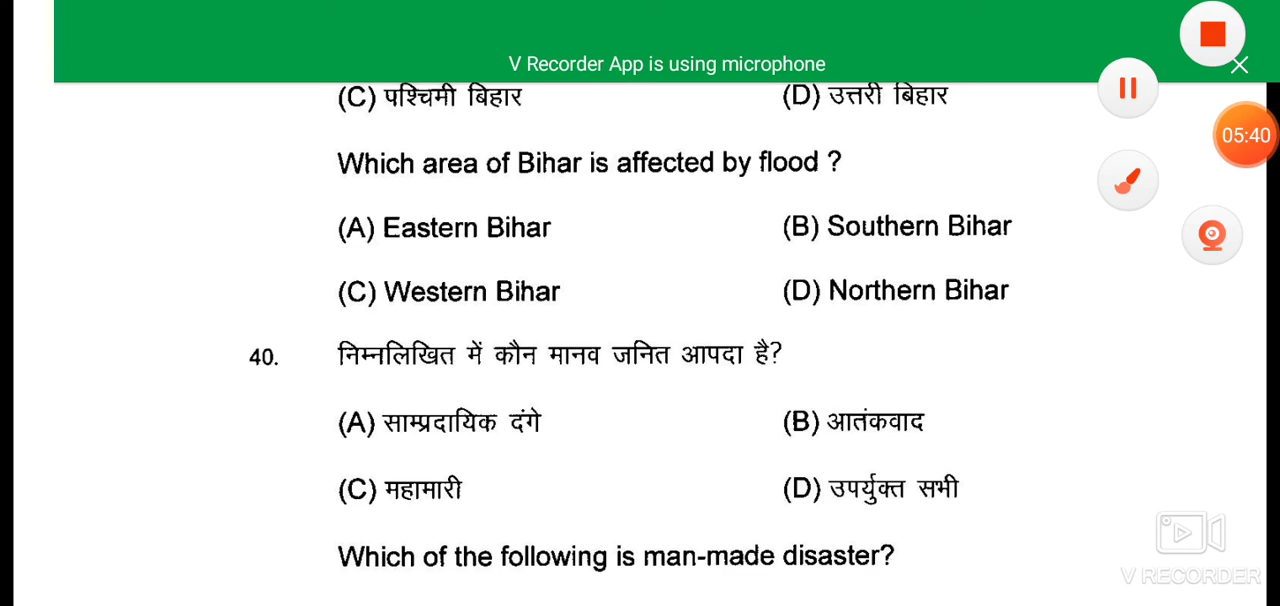 V Recorder App is using microphone
(C) पश्चिमी बिहार (D) उत्तरी बिहार
05:40
Which area of Bihar is affected by flood ?
(A) Eastern Bihar (B) Southern Bihar
(C) Western Bihar (D) Northern Bihar
40. निम्नलिखित में कौन मानव जनित आपदा है?
(A) साम्प्रदायिक दंगे (B) आतंकवाद
(C) महामारी (D) उपर्युक्त सभी
Which of the following is man-made disaster?
V RECORDER